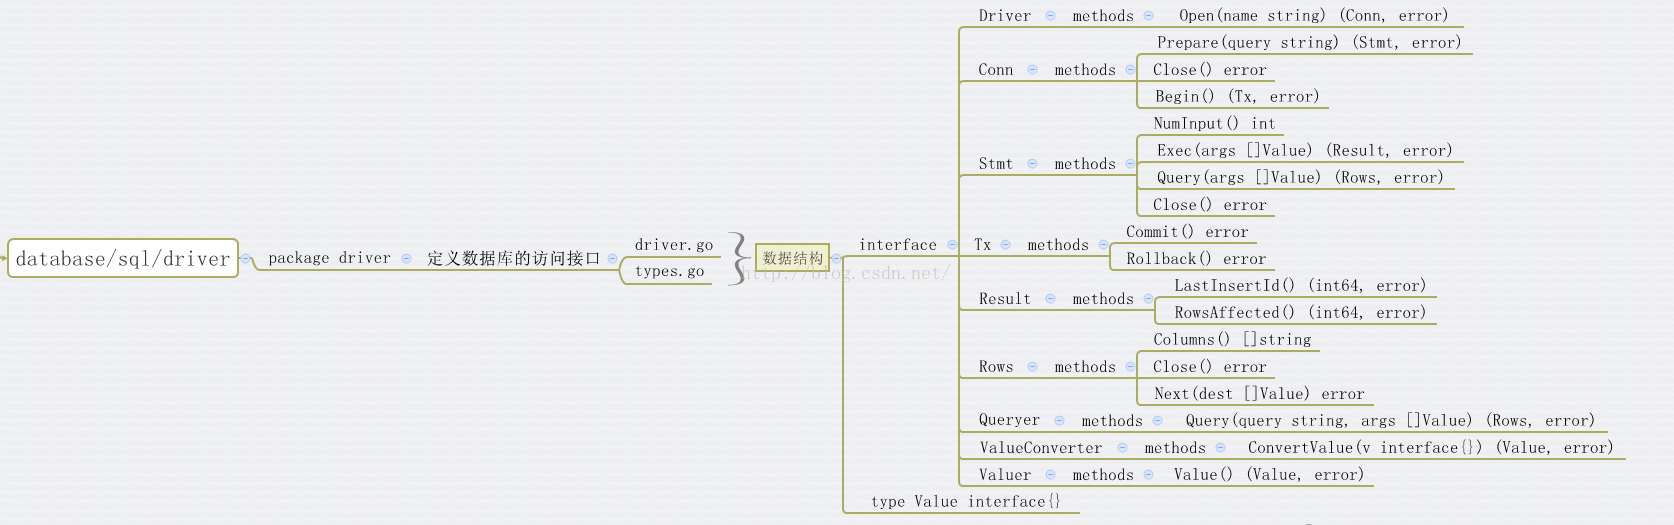 database/sql/driver
package driver
定义数据库的访问接口
driver.go
types.go
数据结构
http://blog.csdn.net/
interface
Driver methods Open(name string) (Conn, error)
Conn methods
Prepare(query string) (Stmt, error)
Close() error
Begin() (Tx, error)
Stmt methods
NumInput() int
Exec(args []Value) (Result, error)
Query(args []Value) (Rows, error)
Close() error
Tx methods
Commit() error
Rollback() error
Result methods
LastInsertId() (int64, error)
RowsAffected() (int64, error)
Rows methods
Columns() []string
Close() error
Next(dest []Value) error
Queryer methods Query(query string, args []Value) (Rows, error)
ValueConverter methods ConvertValue(v interface{}) (Value, error)
Valuer methods Value() (Value, error)
type Value interface{}